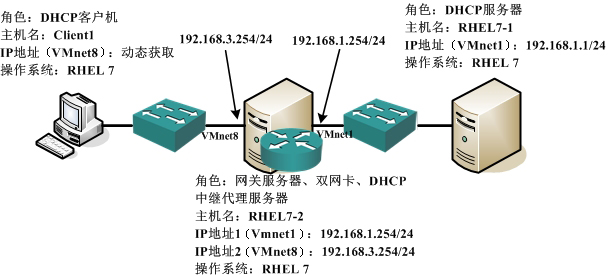 角色：DHCP客户机
主机名：Client1
IP地址（VMnet8）：动态获取
操作系统：RHEL 7
192.168.3.254/24
192.168.1.254/24
角色：DHCP服务器
主机名：RHEL7-1
IP地址（VMnet1）：192.168.1.1/24
操作系统：RHEL 7
VMnet8
VMnet1
角色：网关服务器、双网卡、DHCP
中继代理服务器
主机名：RHEL7-2
IP地址1（Vmnet1）：192.168.1.254/24
IP地址2（VMnet8）：192.168.3.254/24
操作系统：RHEL 7